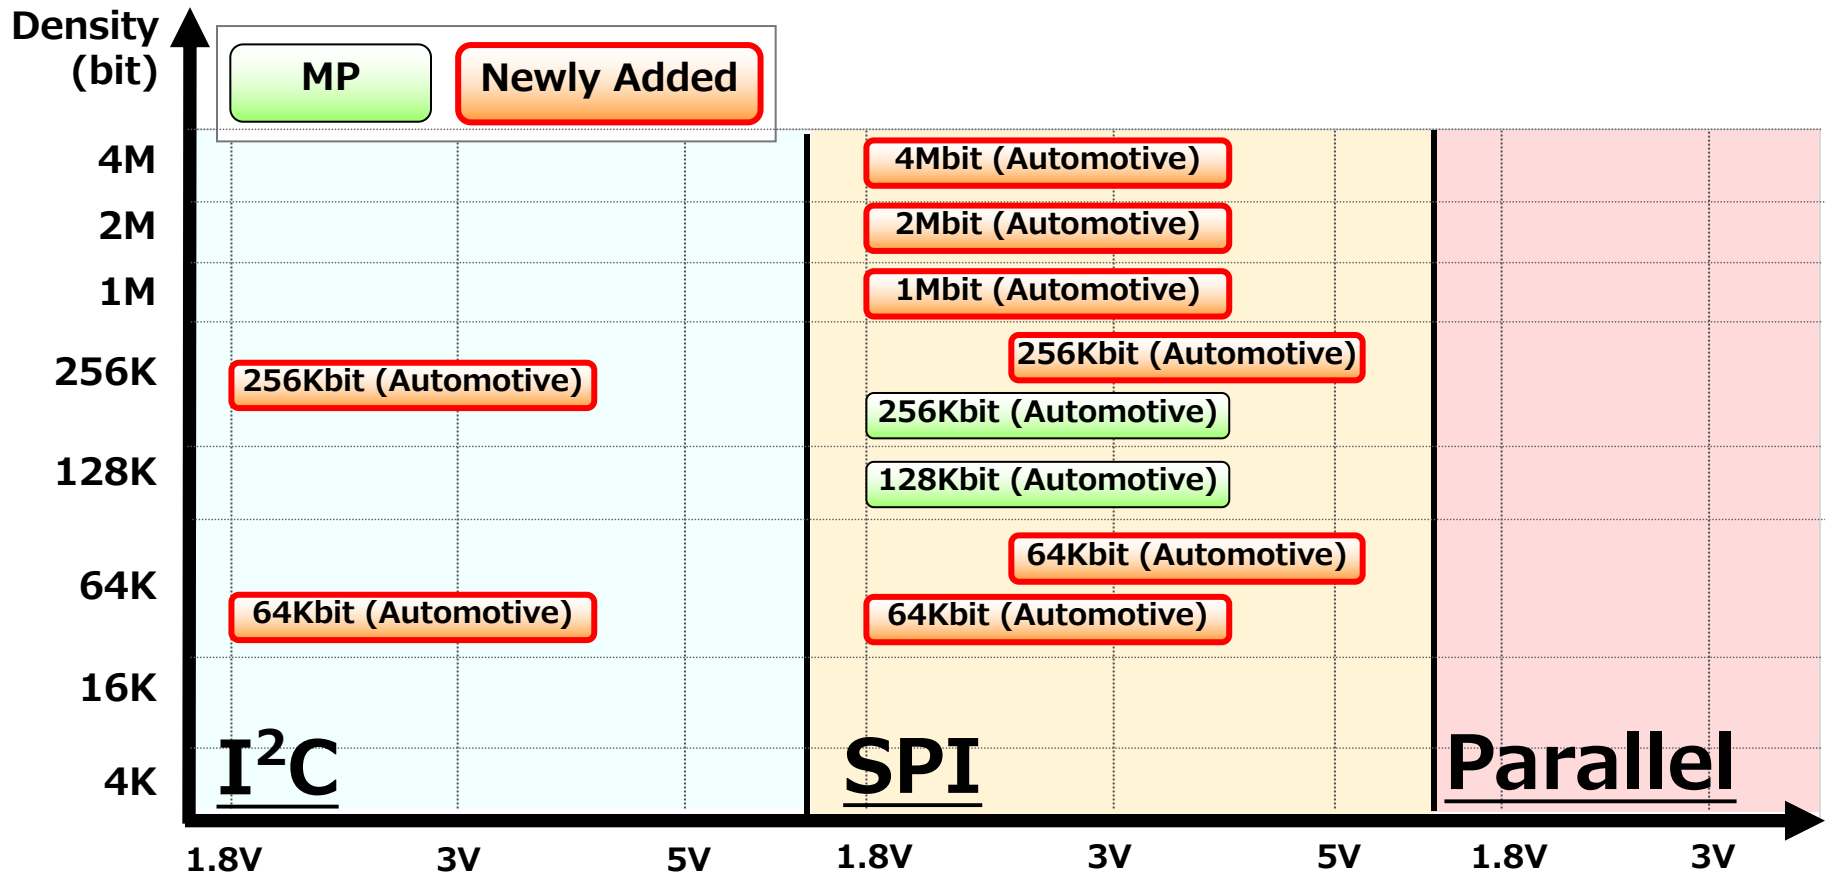 Density
(bit)
MP
Newly Added
4M
4Mbit (Automotive)
2M
2Mbit (Automotive)
1M
1Mbit (Automotive)
256K
256Kbit (Automotive)
256Kbit (Automotive)
256Kbit (Automotive)
128K
128Kbit (Automotive)
64K
64Kbit (Automotive)
64Kbit (Automotive)
64Kbit (Automotive)
16K
4K
I²C
SPI
Parallel
1.8V 3V 5V 1.8V 3V 5V 1.8V 3V